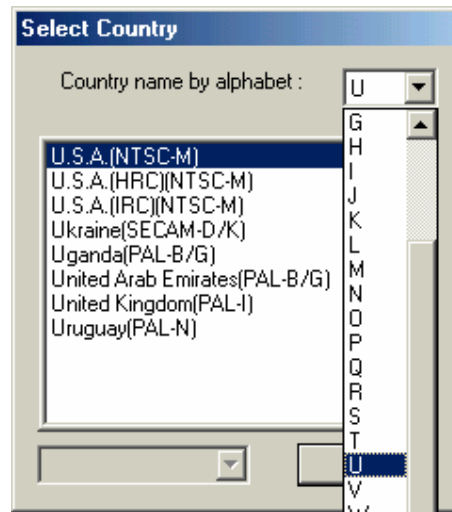 Select Country
Country name by alphabet :
U
U.S.A.(NTSC-M)
U.S.A.(HRC)(NTSC-M)
U.S.A.(IRC)(NTSC-M)
Ukraine(SECAM-D/K)
Uganda(PAL-B/G)
United Arab Emirates(PAL-B/G)
United Kingdom(PAL-I)
Uruguay(PAL-N)
G
H
I
J
K
L
M
N
O
P
Q
R
S
T
U
V